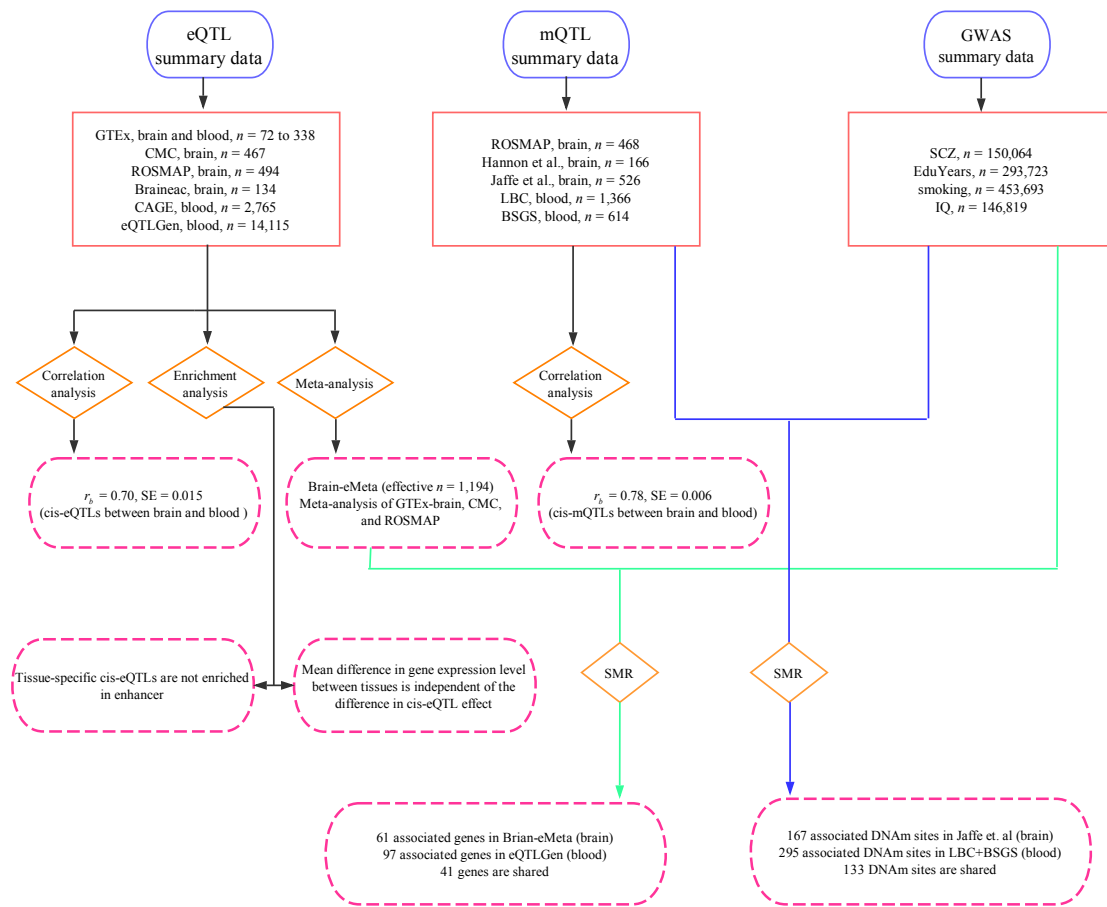 eQTL
summary data
mQTL
summary data
GWAS
summary data
GTEx, brain and blood, n = 72 to 338
CMC, brain, n = 467
ROSMAP, brain, n = 494
Braineac, brain, n = 134
CAGE, blood, n = 2,765
eQTLGen, blood, n = 14,115
ROSMAP, brain, n = 468
Hannon et al., brain, n = 166
Jaffe et al., brain, n = 526
LBC, blood, n = 1,366
BSGS, blood, n = 614
SCZ, n = 150,064
EduYears, n = 293,723
smoking, n = 453,693
IQ, n = 146,819
Correlation
analysis
Enrichment
analysis
Meta-analysis
Correlation
analysis
r_b = 0.70, SE = 0.015
(cis-eQTLs between brain and blood )
Brain-eMeta (effective n = 1,194)
Meta-analysis of GTEx-brain, CMC,
and ROSMAP
r_b = 0.78, SE = 0.006
(cis-mQTLs between brain and blood)
Tissue-specific cis-eQTLs are not enriched
in enhancer
Mean difference in gene expression level
between tissues is independent of the
difference in cis-eQTL effect
SMR
SMR
61 associated genes in Brian-eMeta (brain)
97 associated genes in eQTLGen (blood)
41 genes are shared
167 associated DNAm sites in Jaffe et. al (brain)
295 associated DNAm sites in LBC+BSGS (blood)
133 DNAm sites are shared